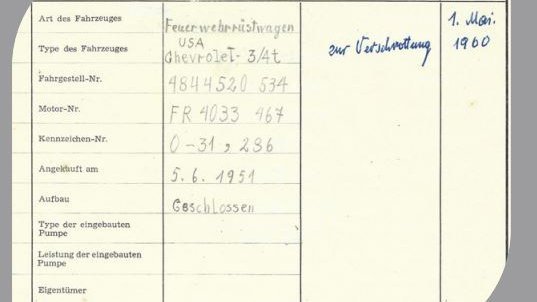 Art des Fahrzeuges Feuerwehrrüstwagen 1. Mai.
USA
Type des Fahrzeuges Chevrolet- 3/4t zur Verschrottung 1960
Fahrgestell-Nr. 4844520 534
Motor-Nr. FR 4033 467
Kennzeichen-Nr. O-31,236
Angekauft am 5.6.1951
Aufbau Geschlossen
Type der eingebauten
Pumpe
Leistung der eingebauten
Pumpe
Eigentümer